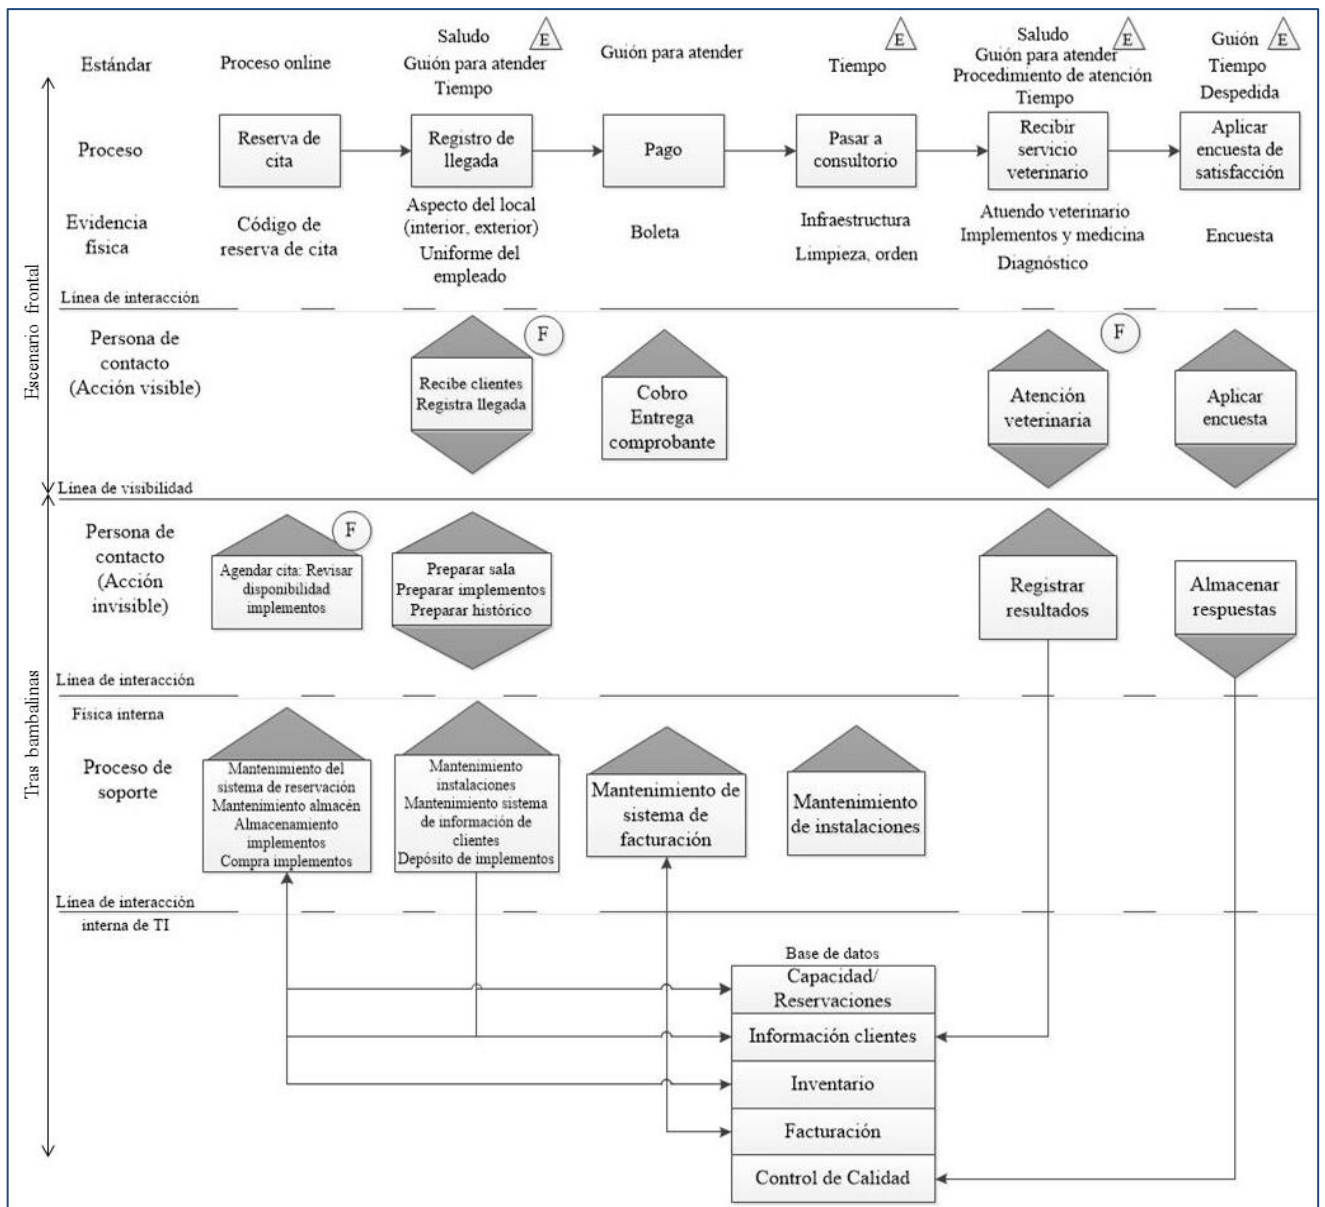 Estándar
Proceso online
Saludo
E
Guión para atender
Tiempo
Guión para atender
E
Tiempo
Saludo
E
Guión para atender
Procedimiento de atención
Tiempo
Guión
E
Tiempo
Despedida
Escenario frontal
Proceso
Reserva de
cita
Registro de
llegada
Pago
Pasar a
consultorio
Recibir
servicio
veterinario
Aplicar
encuesta de
satisfacción
Evidencia
física
Código de
reserva de cita
Aspecto del local
(interior, exterior)
Uniforme del
empleado
Boleta
Infraestructura
Limpieza, orden
Atuendo veterinario
Implementos y medicina
Diagnóstico
Encuesta
Línea de interacción
Persona de
contacto
(Acción visible)
F
Recibe clientes
Registra llegada
Cobro
Entrega
comprobante
F
Atención
veterinaria
Aplicar
encuesta
Línea de visibilidad
Tras bambalinas
Persona de
contacto
(Acción
invisible)
F
Agendar cita: Revisar
disponibilidad
implementos
Preparar sala
Preparar implementos
Preparar histórico
Registrar
resultados
Almacenar
respuestas
Línea de interacción
Física interna
Proceso de
soporte
Mantenimiento del
sistema de reservación
Mantenimiento almacén
Almacenamiento
implementos
Compra implementos
Mantenimiento
instalaciones
Mantenimiento sistema
de información de
clientes
Depósito de implementos
Mantenimiento de
sistema de
facturación
Mantenimiento
de instalaciones
Línea de interacción
interna de TI
Base de datos
Capacidad/
Reservaciones
Información clientes
Inventario
Facturación
Control de Calidad